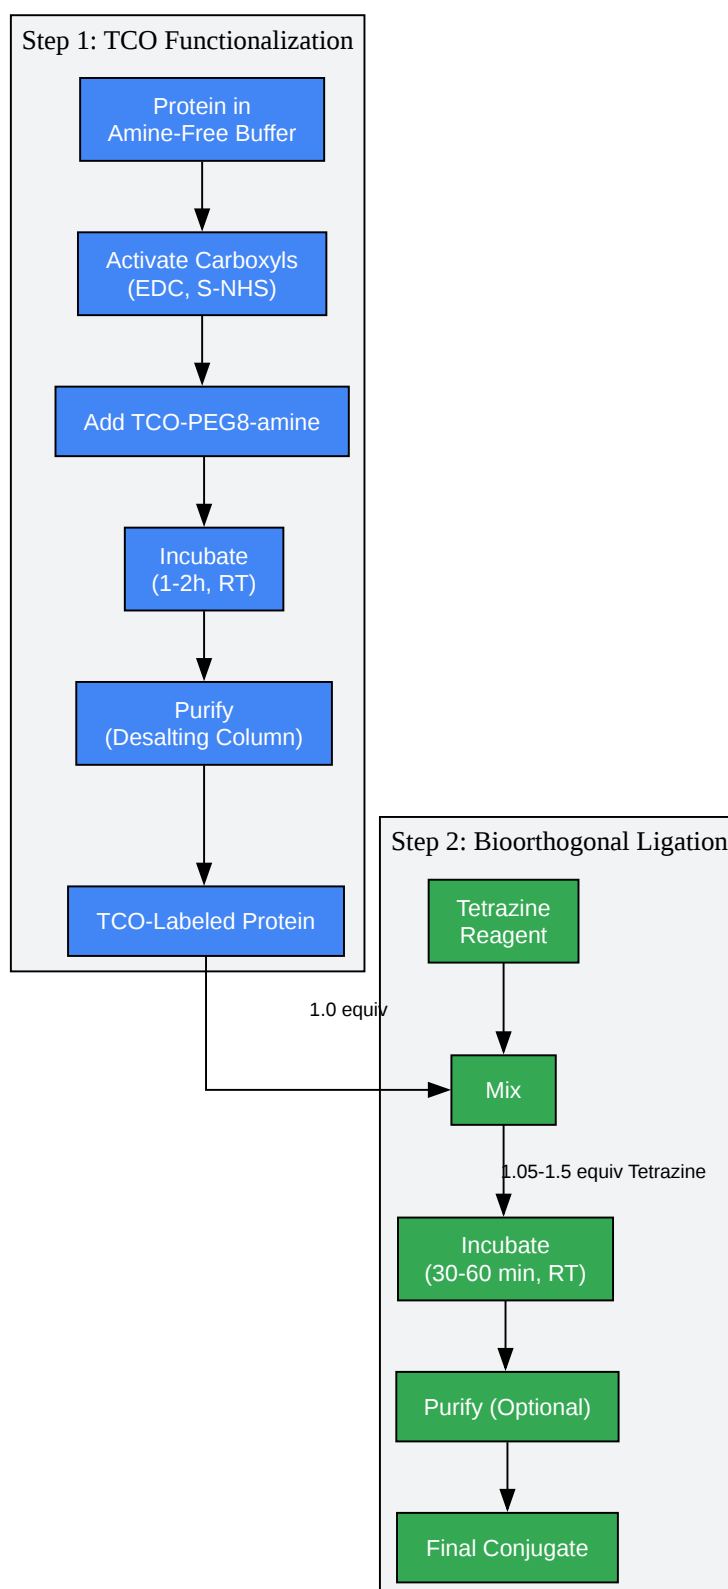 Step 1: TCO Functionalization
Protein in
Amine-Free Buffer
Activate Carboxyls
(EDC, S-NHS)
Add TCO-PEG8-amine
Incubate
(1-2h, RT)
Purify
(Desalting Column)
TCO-Labeled Protein
Step 2: Bioorthogonal Ligation
Tetrazine
Reagent
1.0 equiv
Mix
1.05-1.5 equiv Tetrazine
Incubate
(30-60 min, RT)
Purify (Optional)
Final Conjugate